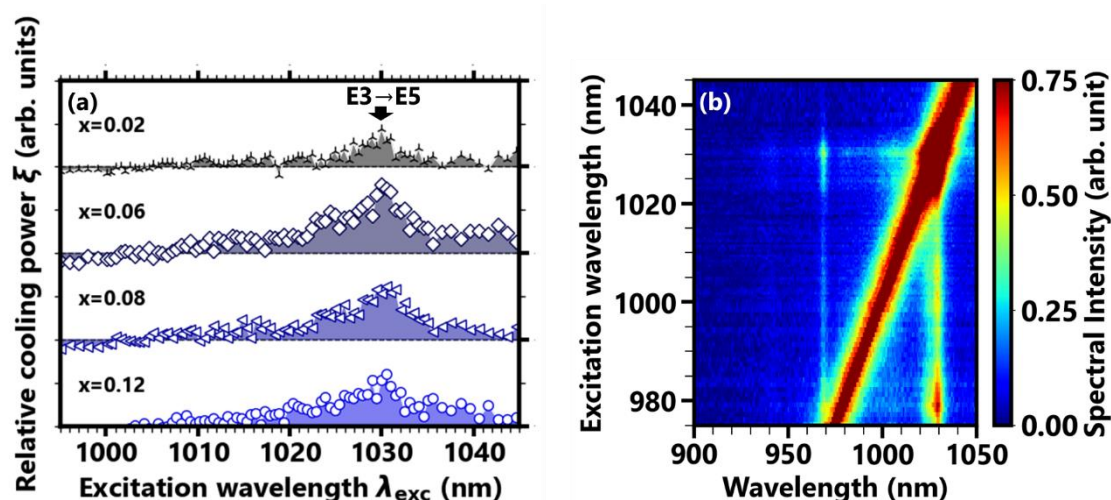 Relative cooling power ξ (arb. units)
(a)
E3→E5
x=0.02
x=0.06
x=0.08
x=0.12
1000 1010 1020 1030 1040
Excitation wavelength λexc (nm)
Excitation wavelength (nm)
(b)
1040
1020
1000
980
900 950 1000 1050
Wavelength (nm)
0.75
0.50
0.25
0.00
Spectral Intensity (arb. unit)